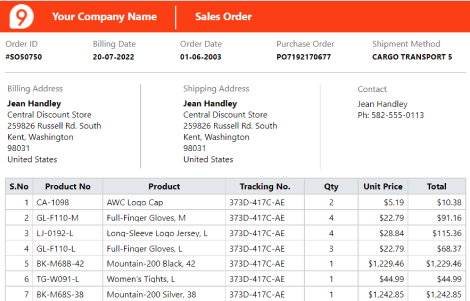 9 Your Company Name Sales Order
Order ID Billing Date Order Date Purchase Order Shipment Method
#SO50750 20-07-2022 01-06-2003 PO7192170677 CARGO TRANSPORT 5
Billing Address Shipping Address Contact
Jean Handley Jean Handley Jean Handley
Central Discount Store Central Discount Store Ph: 582-555-0113
259826 Russell Rd. South 259826 Russell Rd. South
Kent, Washington Kent, Washington
98031 98031
United States United States
S.No Product No Product Tracking No. Qty Unit Price Total
1 CA-1098 AWC Logo Cap 373D-417C-AE 2 $5.19 $10.38
2 GL-F110-M Full-Finger Gloves, M 373D-417C-AE 4 $22.79 $91.16
3 LJ-0192-L Long-Sleeve Logo Jersey, L 373D-417C-AE 4 $28.84 $115.36
4 GL-F110-L Full-Finger Gloves, L 373D-417C-AE 3 $22.79 $68.37
5 BK-M68B-42 Mountain-200 Black, 42 373D-417C-AE 1 $1,229.46 $1,229.46
6 TG-W091-L Women's Tights, L 373D-417C-AE 1 $44.99 $44.99
7 BK-M68S-38 Mountain-200 Silver, 38 373D-417C-AE 1 $1,242.85 $1,242.85